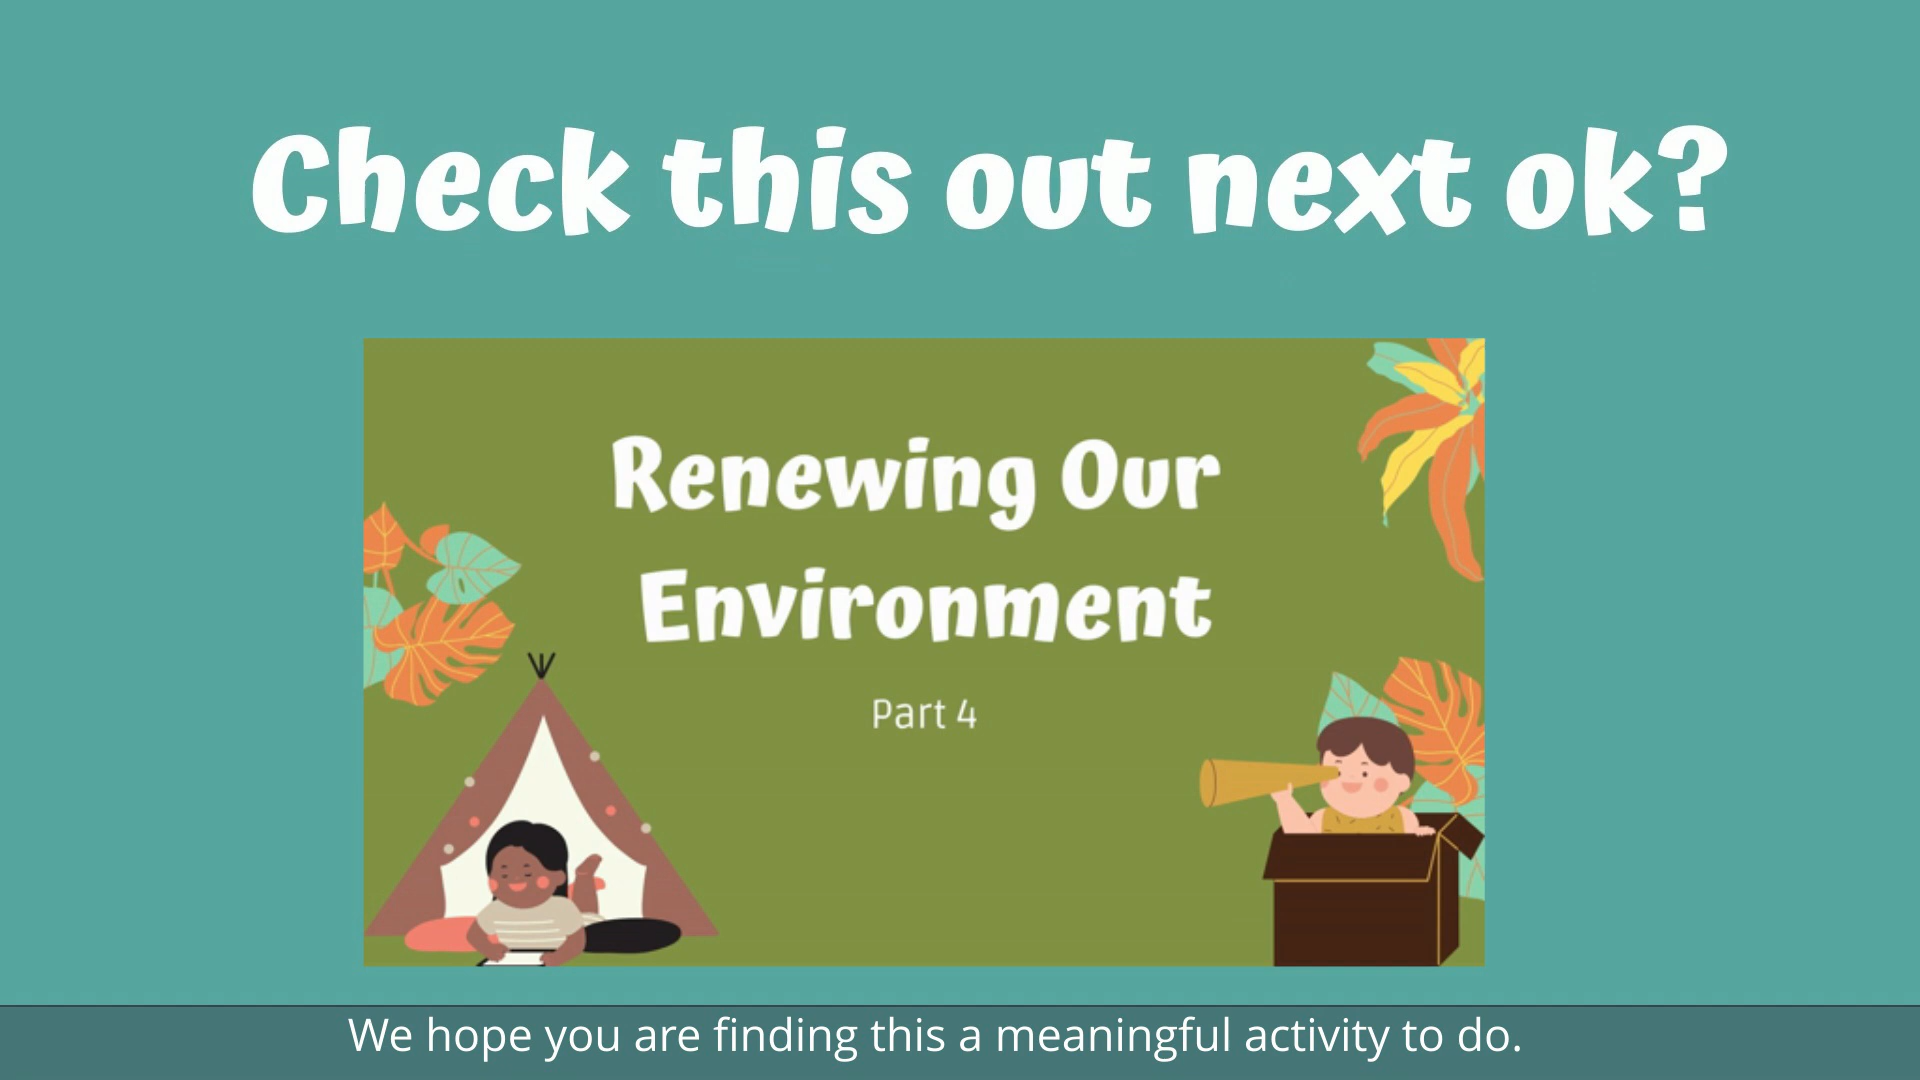 Check this out next ok?
Renewing Our
Environment
Part 4
We hope you are finding this a meaningful activity to do.